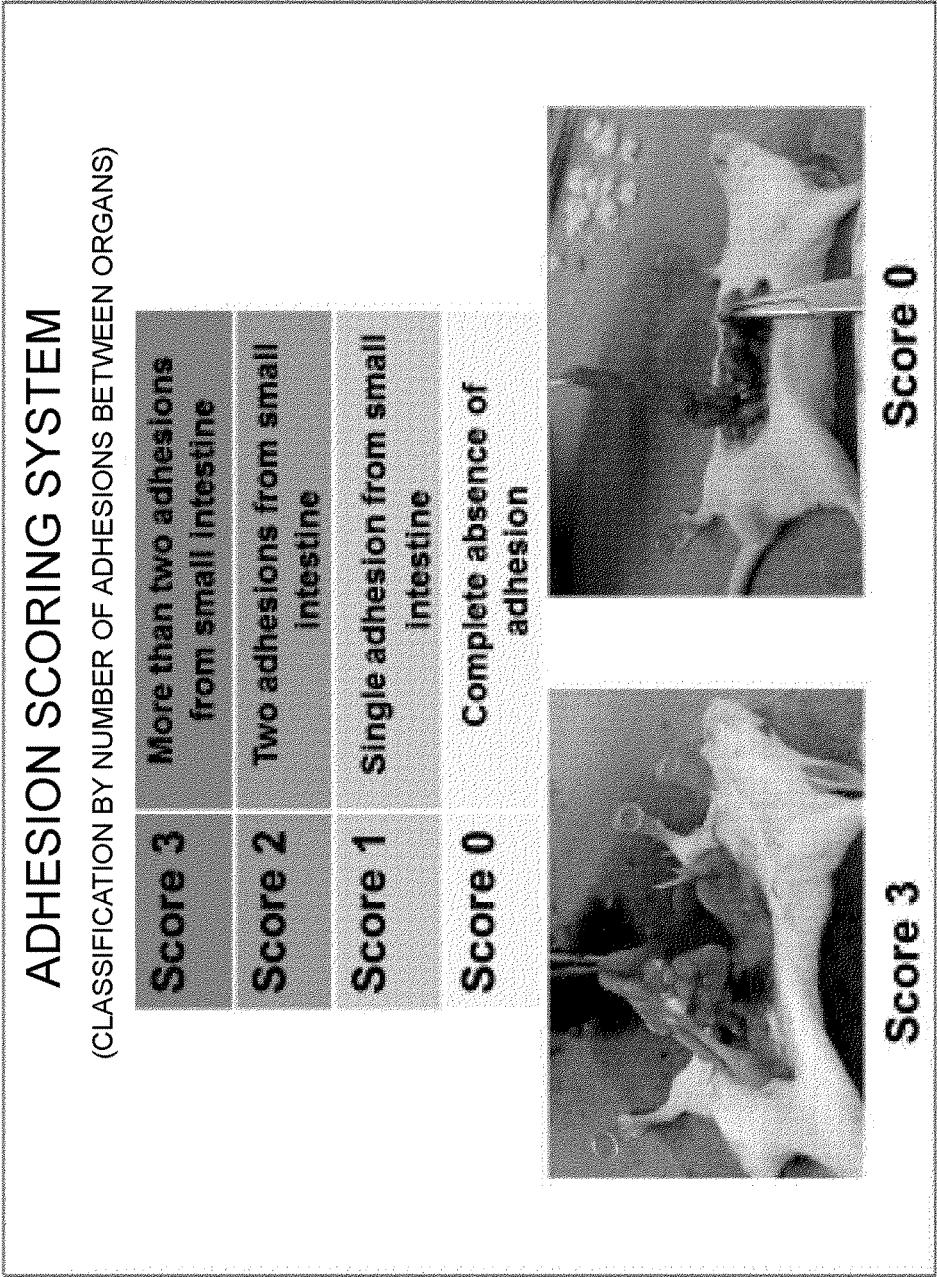 ADHESION SCORING SYSTEM
(CLASSIFICATION BY NUMBER OF ADHESIONS BETWEEN ORGANS)
Score 3
More than two adhesions
from small intestine
Score 2
Two adhesions from small
intestine
Score 1
Single adhesion from small
intestine
Score 0
Complete absence of
adhesion
Score 3
Score 0